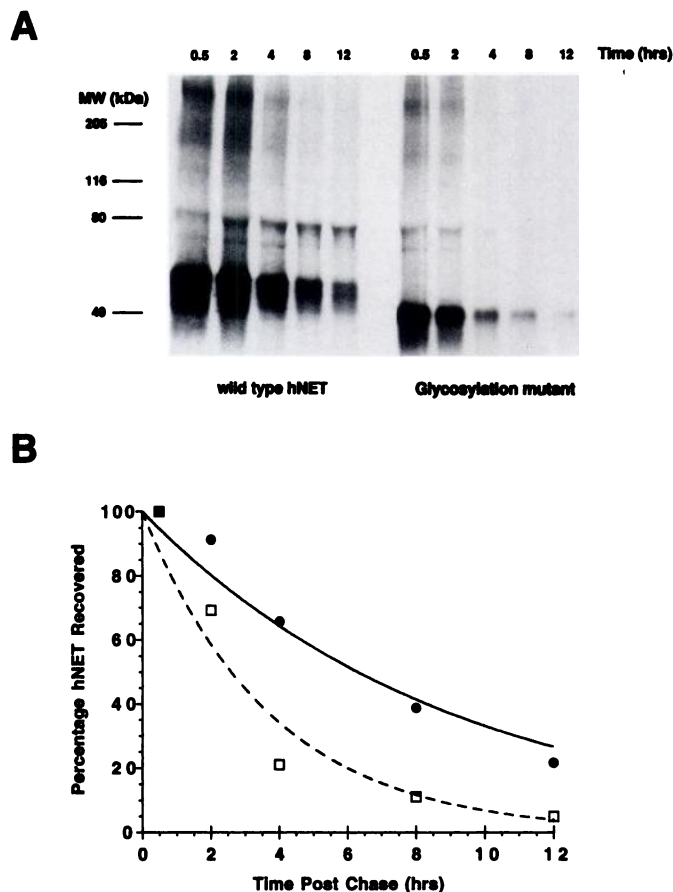 A
0.5 2 4 8 12 0.5 2 4 8 12 Time (hrs)
MW (kDa)
205
116
80
49
wild type hNET Glycosylation mutant
B
100
80
60
40
20
0
Percentage hNET Recovered
0 2 4 6 8 10 12
Time Post Chase (hrs)